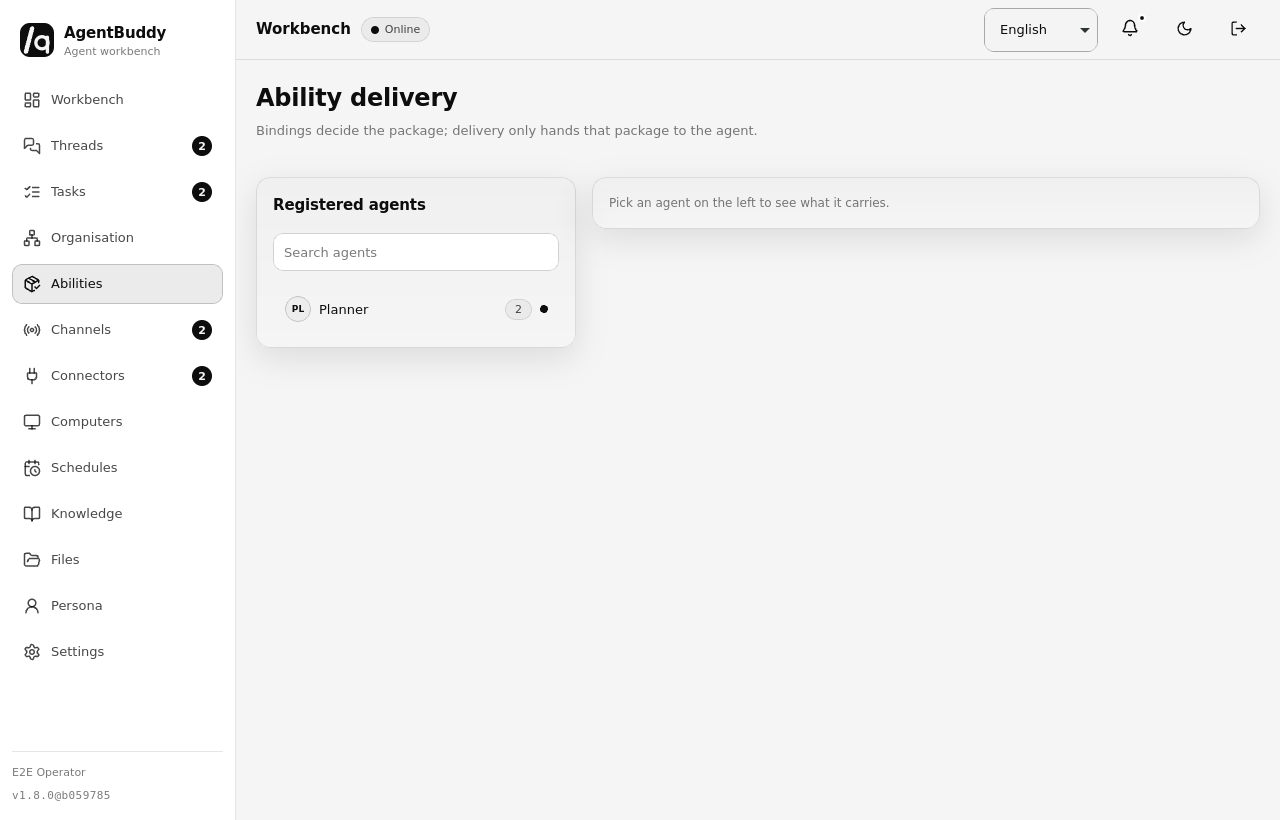 AgentBuddy
Agent workbench
Workbench
Threads 2
Tasks 2
Organisation
Abilities
Channels 2
Connectors 2
Computers
Schedules
Knowledge
Files
Persona
Settings
E2E Operator
v1.8.0@b059785
Workbench Online
English
Ability delivery
Bindings decide the package; delivery only hands that package to the agent.
Registered agents
Search agents
PL Planner 2
Pick an agent on the left to see what it carries.